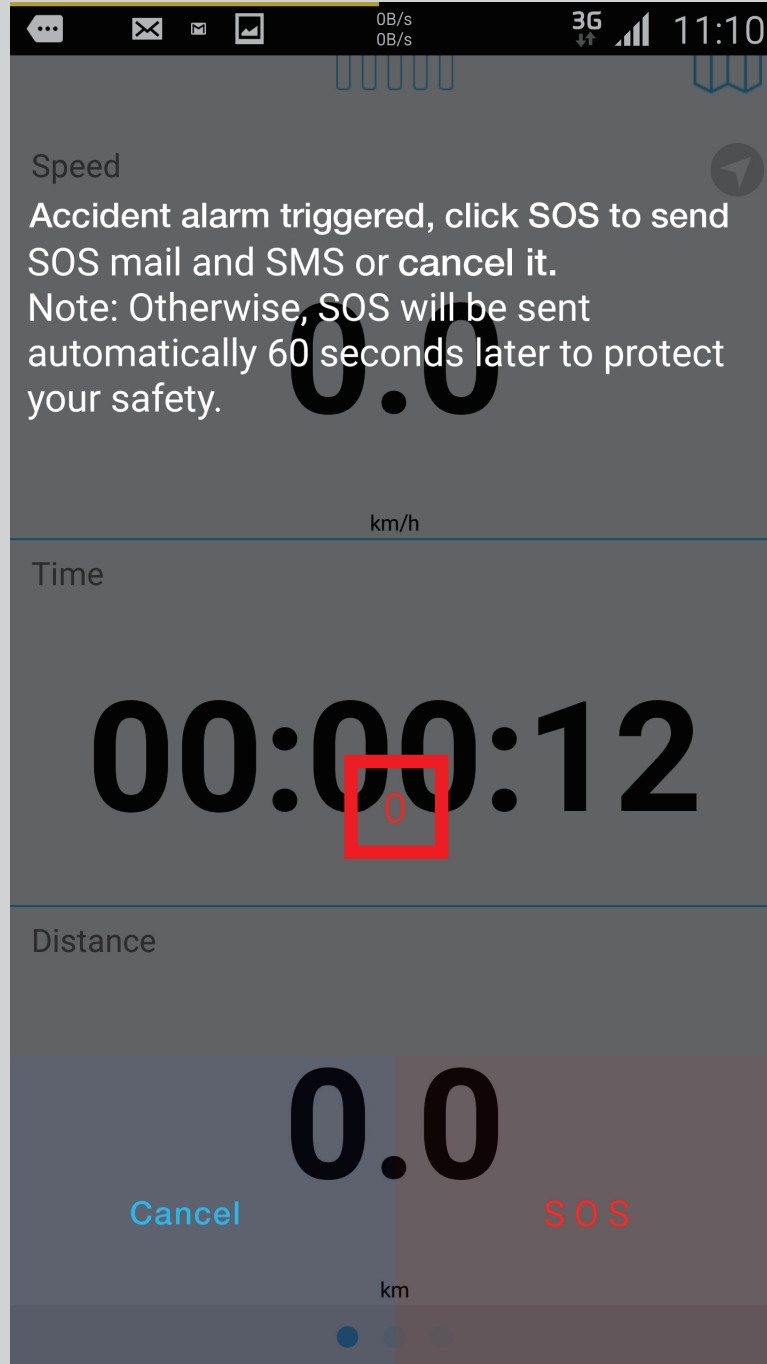 0B/s
0B/s
3G
11:10
Speed
Accident alarm triggered, click SOS to send
SOS mail and SMS or cancel it.
Note: Otherwise, SOS will be sent
automatically 60 seconds later to protect
your safety.
0.0
km/h
Time
00:00:12
0
Distance
0.0
Cancel
SOS
km